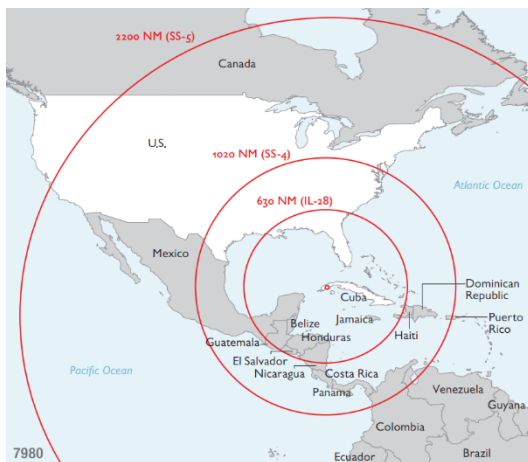 2200 NM (SS-5)
Canada
U.S.
1020 NM (SS-4)
630 NM (IL-28)
Atlantic Ocean
Mexico
Dominican
Republic
Cuba
Belize
Jamaica
Puerto
Rico
Honduras
Guatemala
Haiti
El Salvador
Nicaragua
Costa Rica
Pacific Ocean
Panama
Venezuela
Guyana
Colombia
Ecuador
Brazil
7980